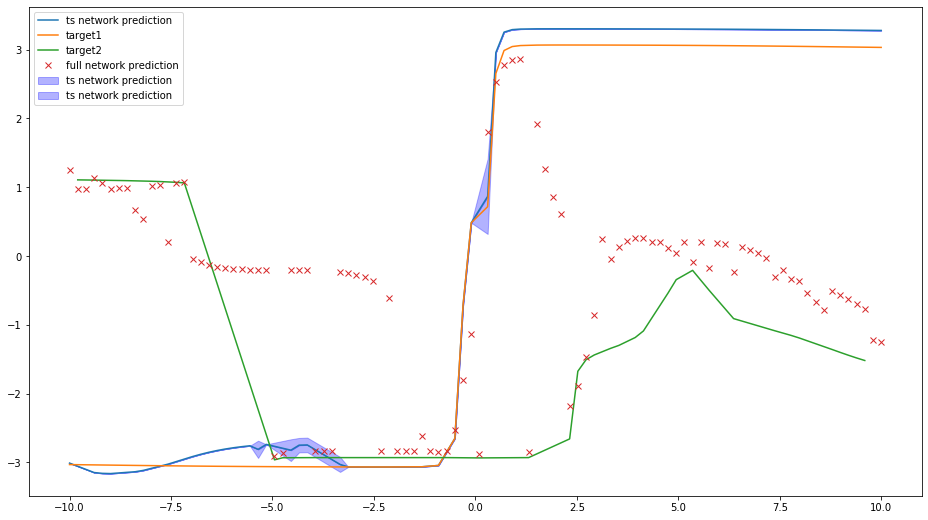 ts network prediction
target1
target2
full network prediction
ts network prediction
ts network prediction
3
2
1
0
−1
−2
−3
−10.0 −7.5 −5.0 −2.5 0.0 2.5 5.0 7.5 10.0